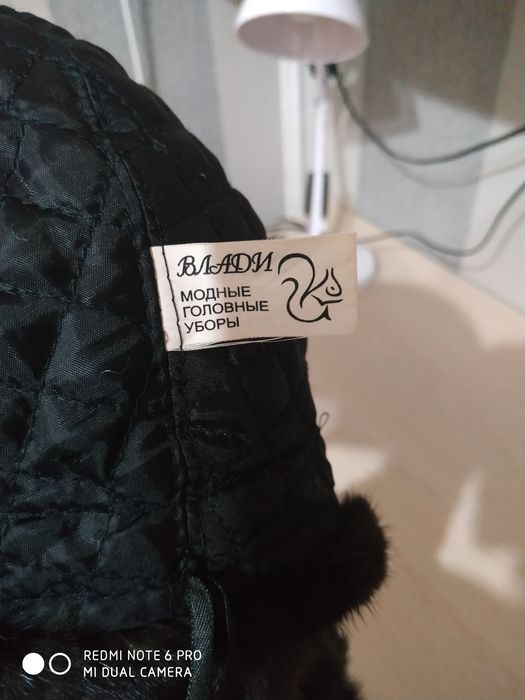 ВЛАДИ
МОДНЫЕ
ГОЛОВНЫЕ
УБОРЫ
REDMI NOTE 6 PRO
MI DUAL CAMERA